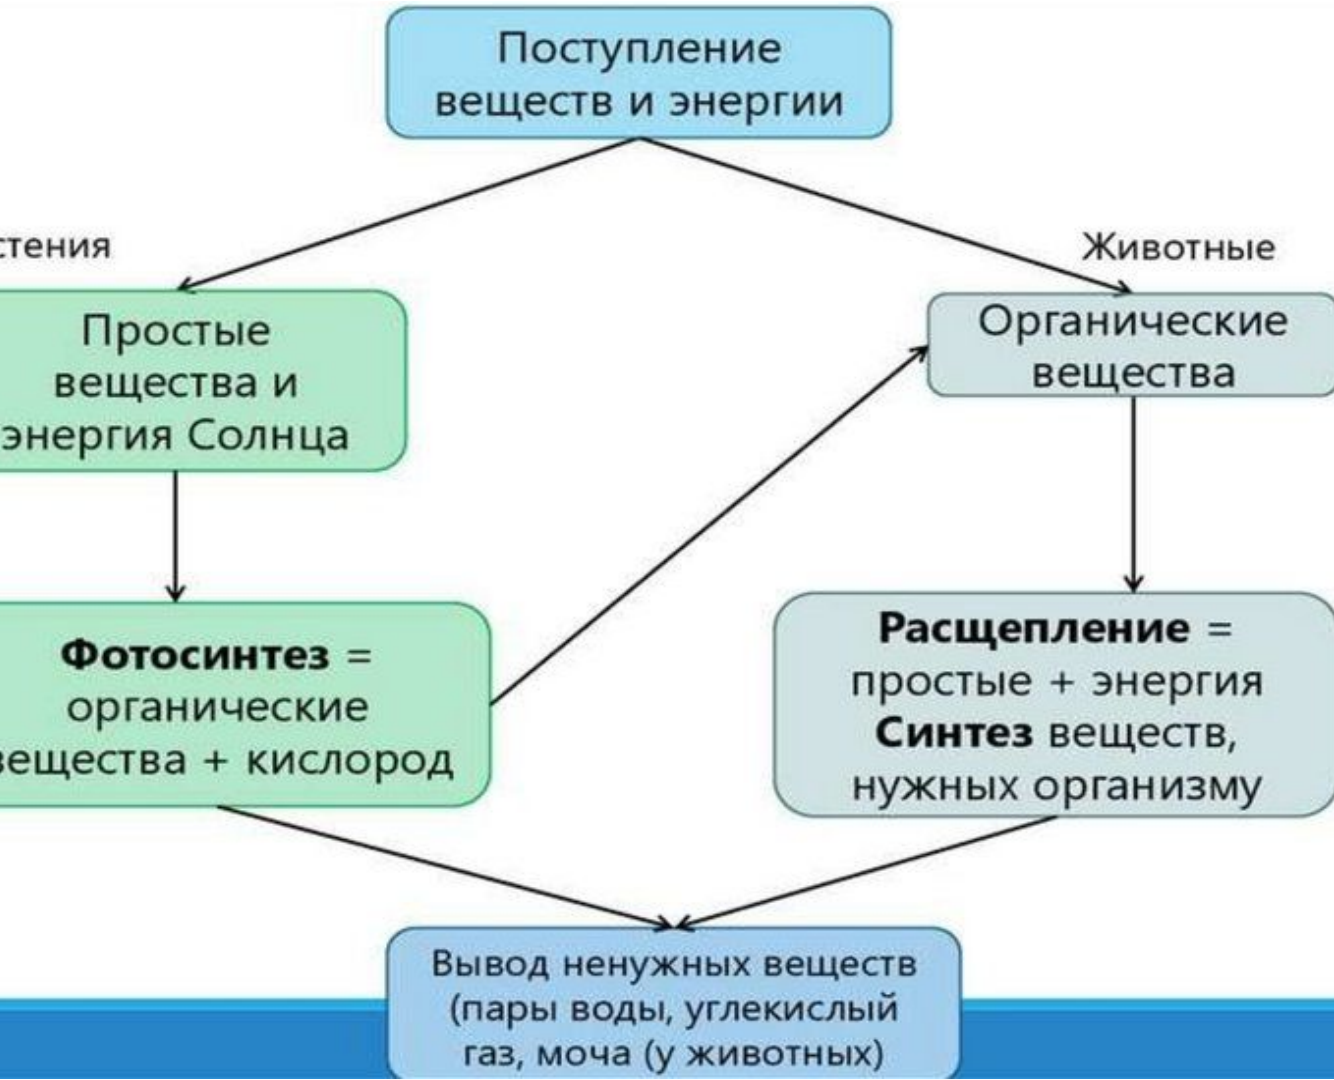 Поступление
веществ и энергии
стения
Животные
Простые
вещества и
энергия Солнца
Органические
вещества
Фотосинтез =
органические
вещества + кислород
Расщепление =
простые + энергия
Синтез веществ,
нужных организму
Вывод ненужных веществ
(пары воды, углекислый
газ, моча (у животных)